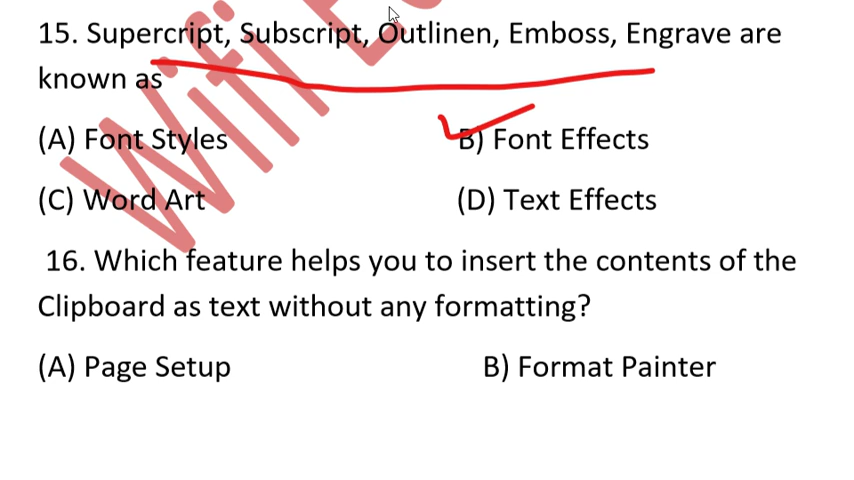 15. Supercript, Subscript, Outlinen, Emboss, Engrave are
known as
(A) Font Styles B) Font Effects
(C) Word Art (D) Text Effects
16. Which feature helps you to insert the contents of the
Clipboard as text without any formatting?
(A) Page Setup B) Format Painter
Wifi